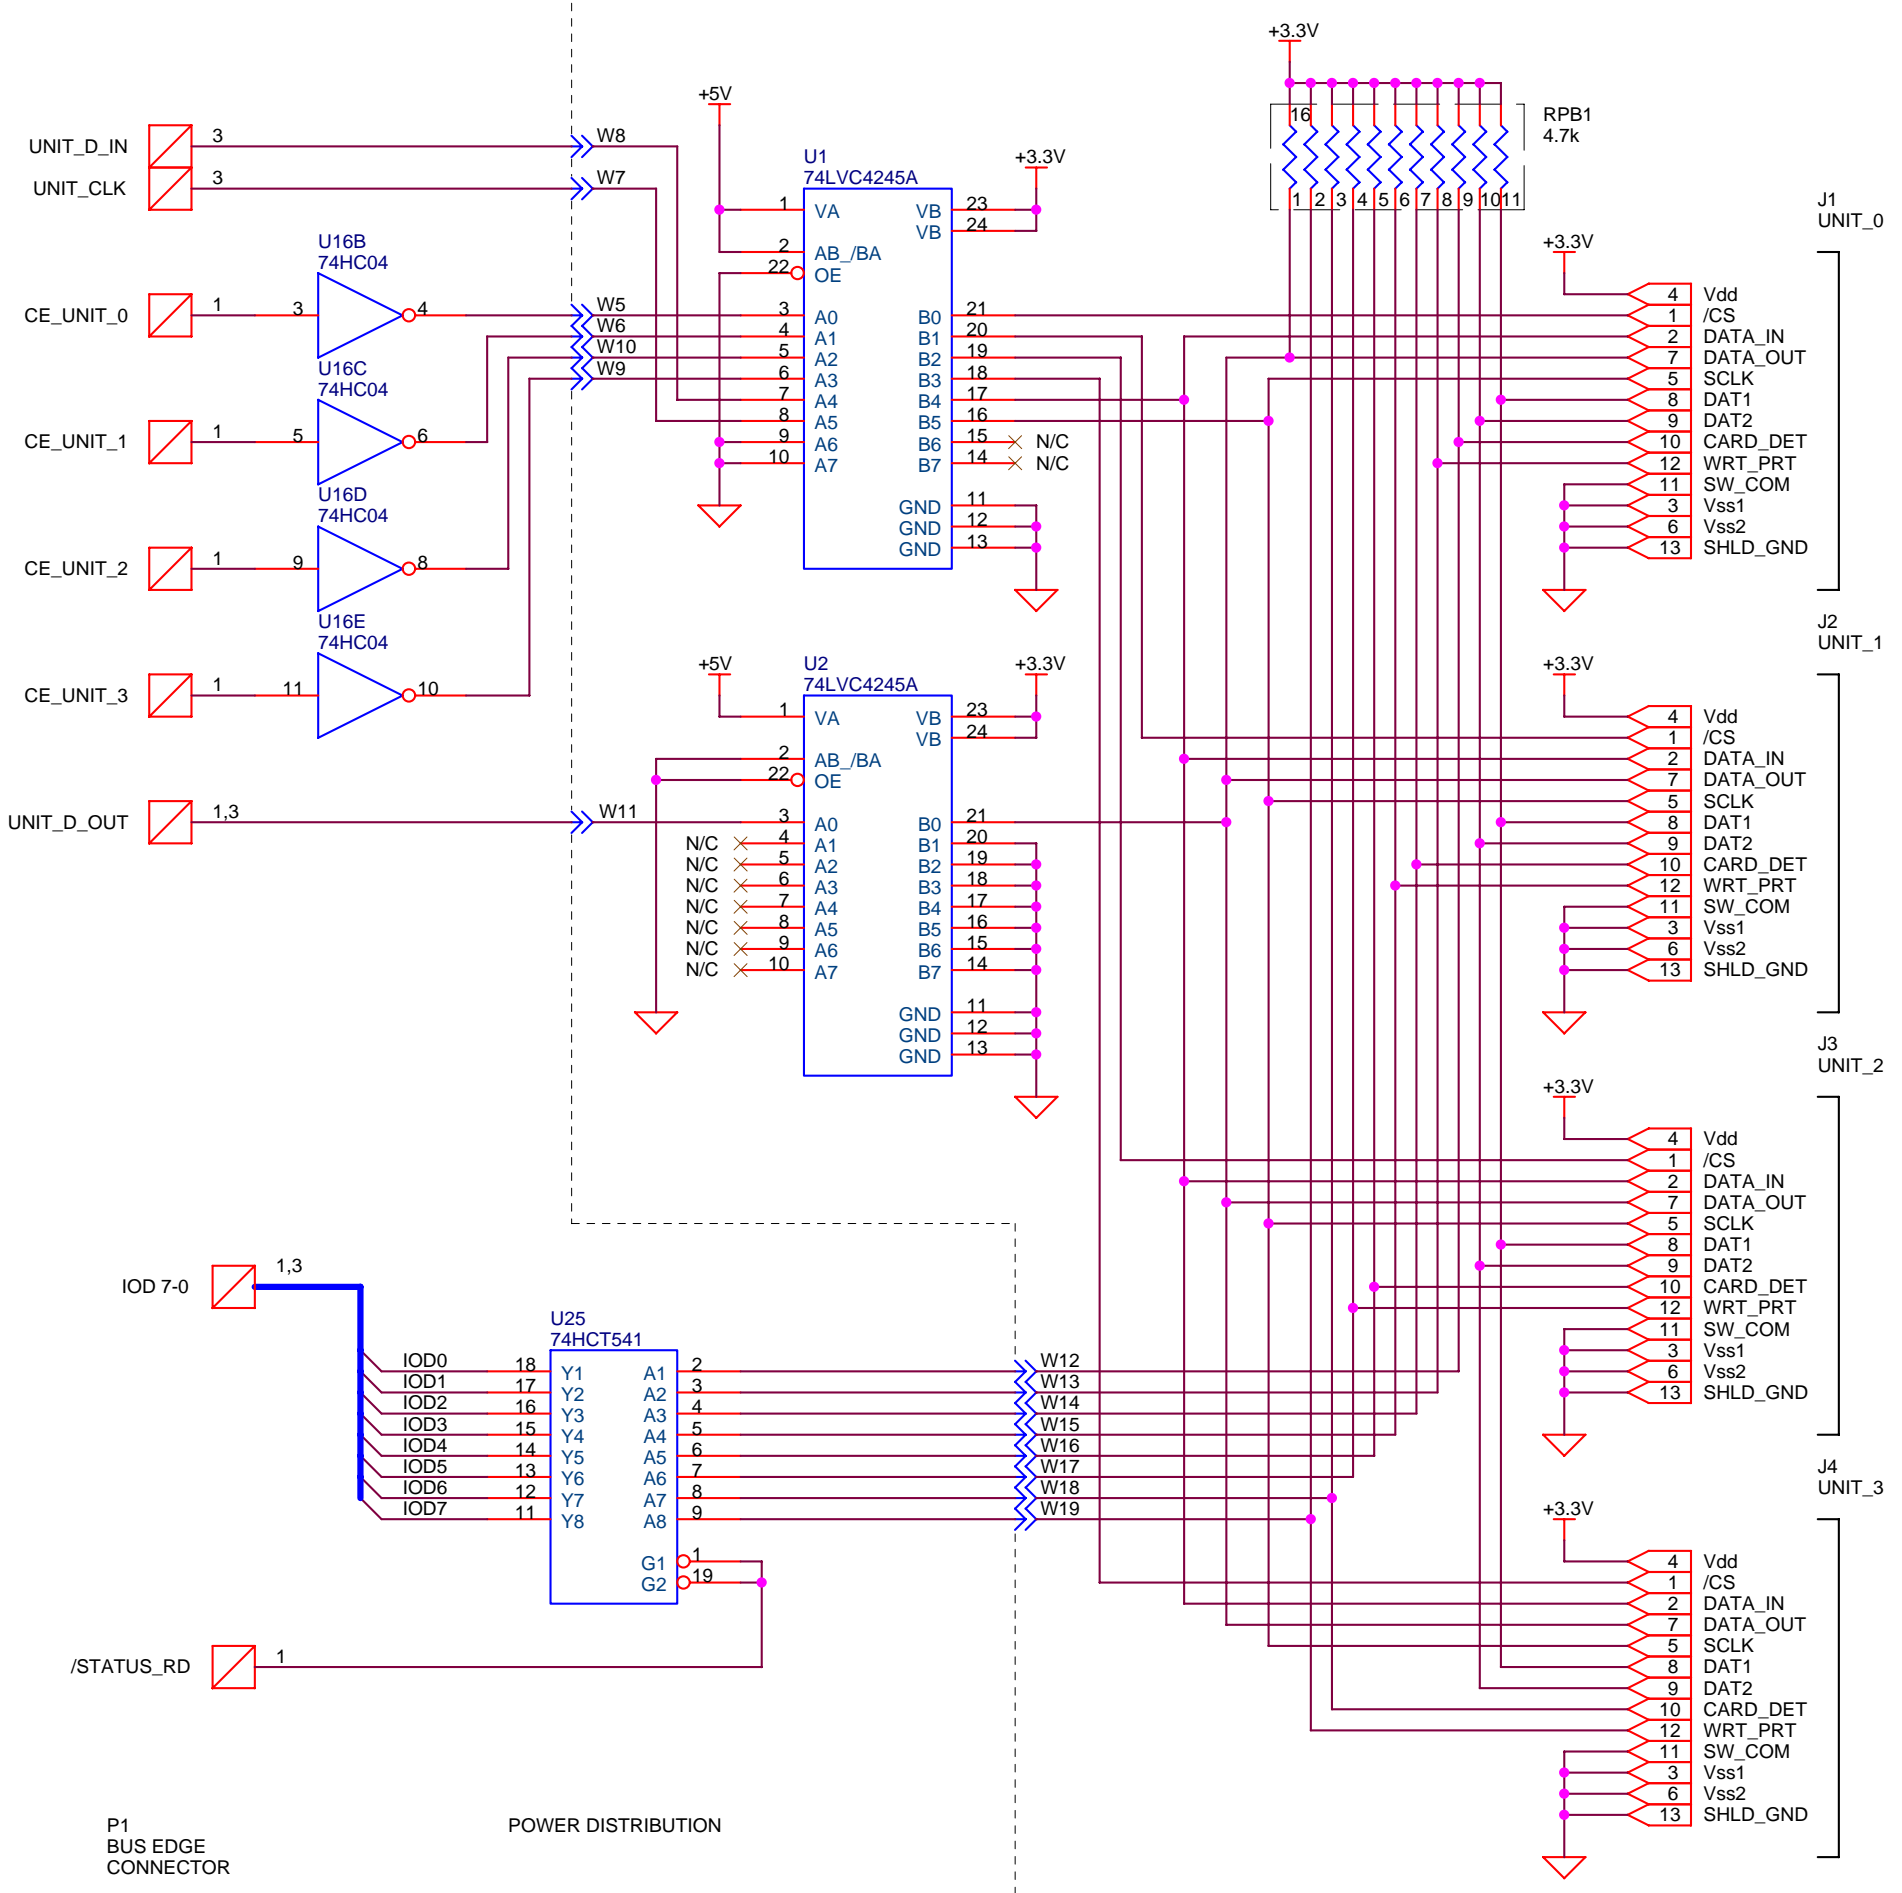 +3.3V
RPB1
4.7k
16
1 2 3 4 5 6 7 8 9 10 11
UNIT_D_IN 3 W8
UNIT_CLK 3 W7
U16B
74HC04
CE_UNIT_0 1 3 4 W5
W6
W10
W9
U16C
74HC04
CE_UNIT_1 1 5 6
U16D
74HC04
CE_UNIT_2 1 9 8
U16E
74HC04
CE_UNIT_3 1 11 10
UNIT_D_OUT 1,3 W11
+5V
+3.3V
U1
74LVC4245A
1 VA VB 23
VB 24
2 AB_/BA
22 OE
3 A0 B0 21
4 A1 B1 20
5 A2 B2 19
6 A3 B3 18
7 A4 B4 17
8 A5 B5 16
9 A6 B6 15 N/C
10 A7 B7 14 N/C
GND 11
GND 12
GND 13
+5V
+3.3V
U2
74LVC4245A
1 VA VB 23
VB 24
2 AB_/BA
22 OE
3 A0 B0 21
N/C 4 A1 B1 20
N/C 5 A2 B2 19
N/C 6 A3 B3 18
N/C 7 A4 B4 17
N/C 8 A5 B5 16
N/C 9 A6 B6 15
N/C 10 A7 B7 14
GND 11
GND 12
GND 13
IOD 7-0 1,3
U25
74HCT541
IOD0 18 Y1 A1 2 W12
IOD1 17 Y2 A2 3 W13
IOD2 16 Y3 A3 4 W14
IOD3 15 Y4 A4 5 W15
IOD4 14 Y5 A5 6 W16
IOD5 13 Y6 A6 7 W17
IOD6 12 Y7 A7 8 W18
IOD7 11 Y8 A8 9 W19
G1 1
G2 19
/STATUS_RD 1
J1
UNIT_0
+3.3V
4 Vdd
1 /CS
2 DATA_IN
7 DATA_OUT
5 SCLK
8 DAT1
9 DAT2
10 CARD_DET
12 WRT_PRT
11 SW_COM
3 Vss1
6 Vss2
13 SHLD_GND
J2
UNIT_1
+3.3V
4 Vdd
1 /CS
2 DATA_IN
7 DATA_OUT
5 SCLK
8 DAT1
9 DAT2
10 CARD_DET
12 WRT_PRT
11 SW_COM
3 Vss1
6 Vss2
13 SHLD_GND
J3
UNIT_2
+3.3V
4 Vdd
1 /CS
2 DATA_IN
7 DATA_OUT
5 SCLK
8 DAT1
9 DAT2
10 CARD_DET
12 WRT_PRT
11 SW_COM
3 Vss1
6 Vss2
13 SHLD_GND
J4
UNIT_3
+3.3V
4 Vdd
1 /CS
2 DATA_IN
7 DATA_OUT
5 SCLK
8 DAT1
9 DAT2
10 CARD_DET
12 WRT_PRT
11 SW_COM
3 Vss1
6 Vss2
13 SHLD_GND
P1
BUS EDGE
CONNECTOR
POWER DISTRIBUTION